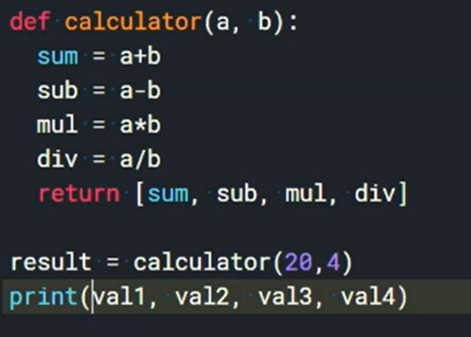 def calculator(a, b):
  sum = a+b
  sub = a-b
  mul = a*b
  div = a/b
  return [sum, sub, mul, div]

result = calculator(20,4)
print(val1, val2, val3, val4)